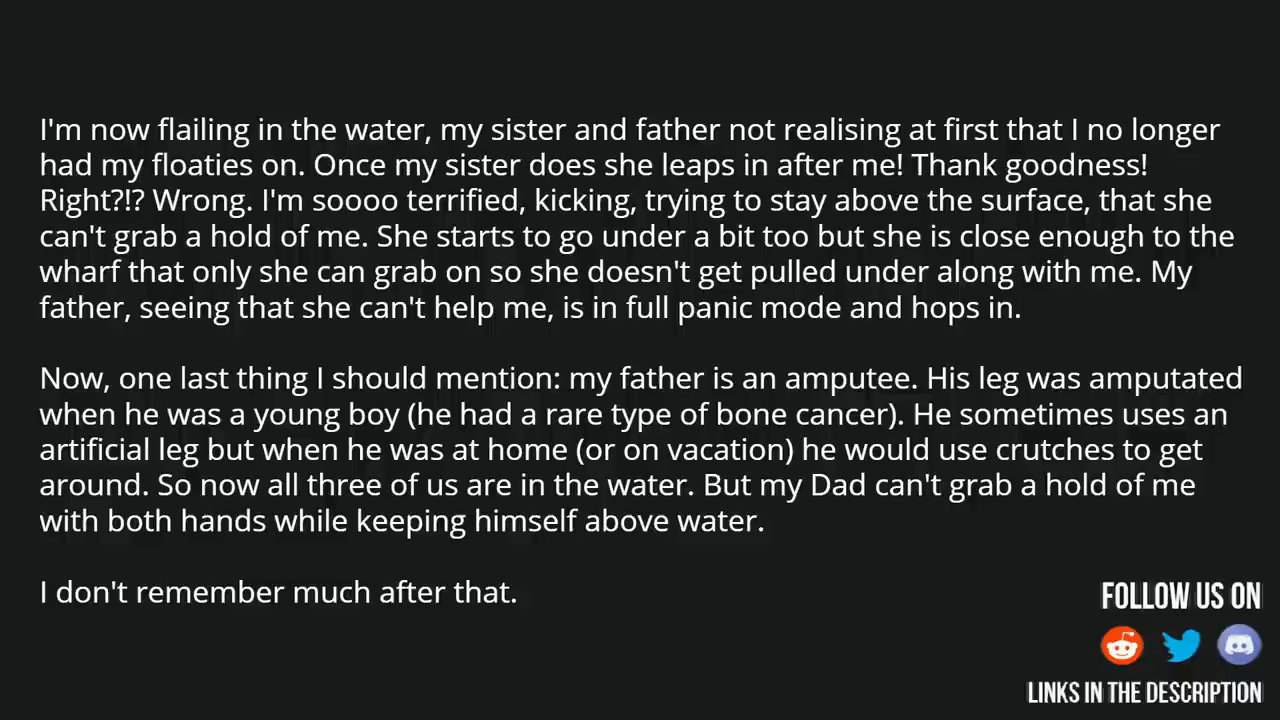 I'm now flailing in the water, my sister and father not realising at first that I no longer
had my floaties on. Once my sister does she leaps in after me! Thank goodness!
Right?!? Wrong. I'm soooo terrified, kicking, trying to stay above the surface, that she
can't grab a hold of me. She starts to go under a bit too but she is close enough to the
wharf that only she can grab on so she doesn't get pulled under along with me. My
father, seeing that she can't help me, is in full panic mode and hops in.
Now, one last thing I should mention: my father is an amputee. His leg was amputated
when he was a young boy (he had a rare type of bone cancer). He sometimes uses an
artificial leg but when he was at home (or on vacation) he would use crutches to get
around. So now all three of us are in the water. But my Dad can't grab a hold of me
with both hands while keeping himself above water.
I don't remember much after that.
FOLLOW US ON
LINKS IN THE DESCRIPTION